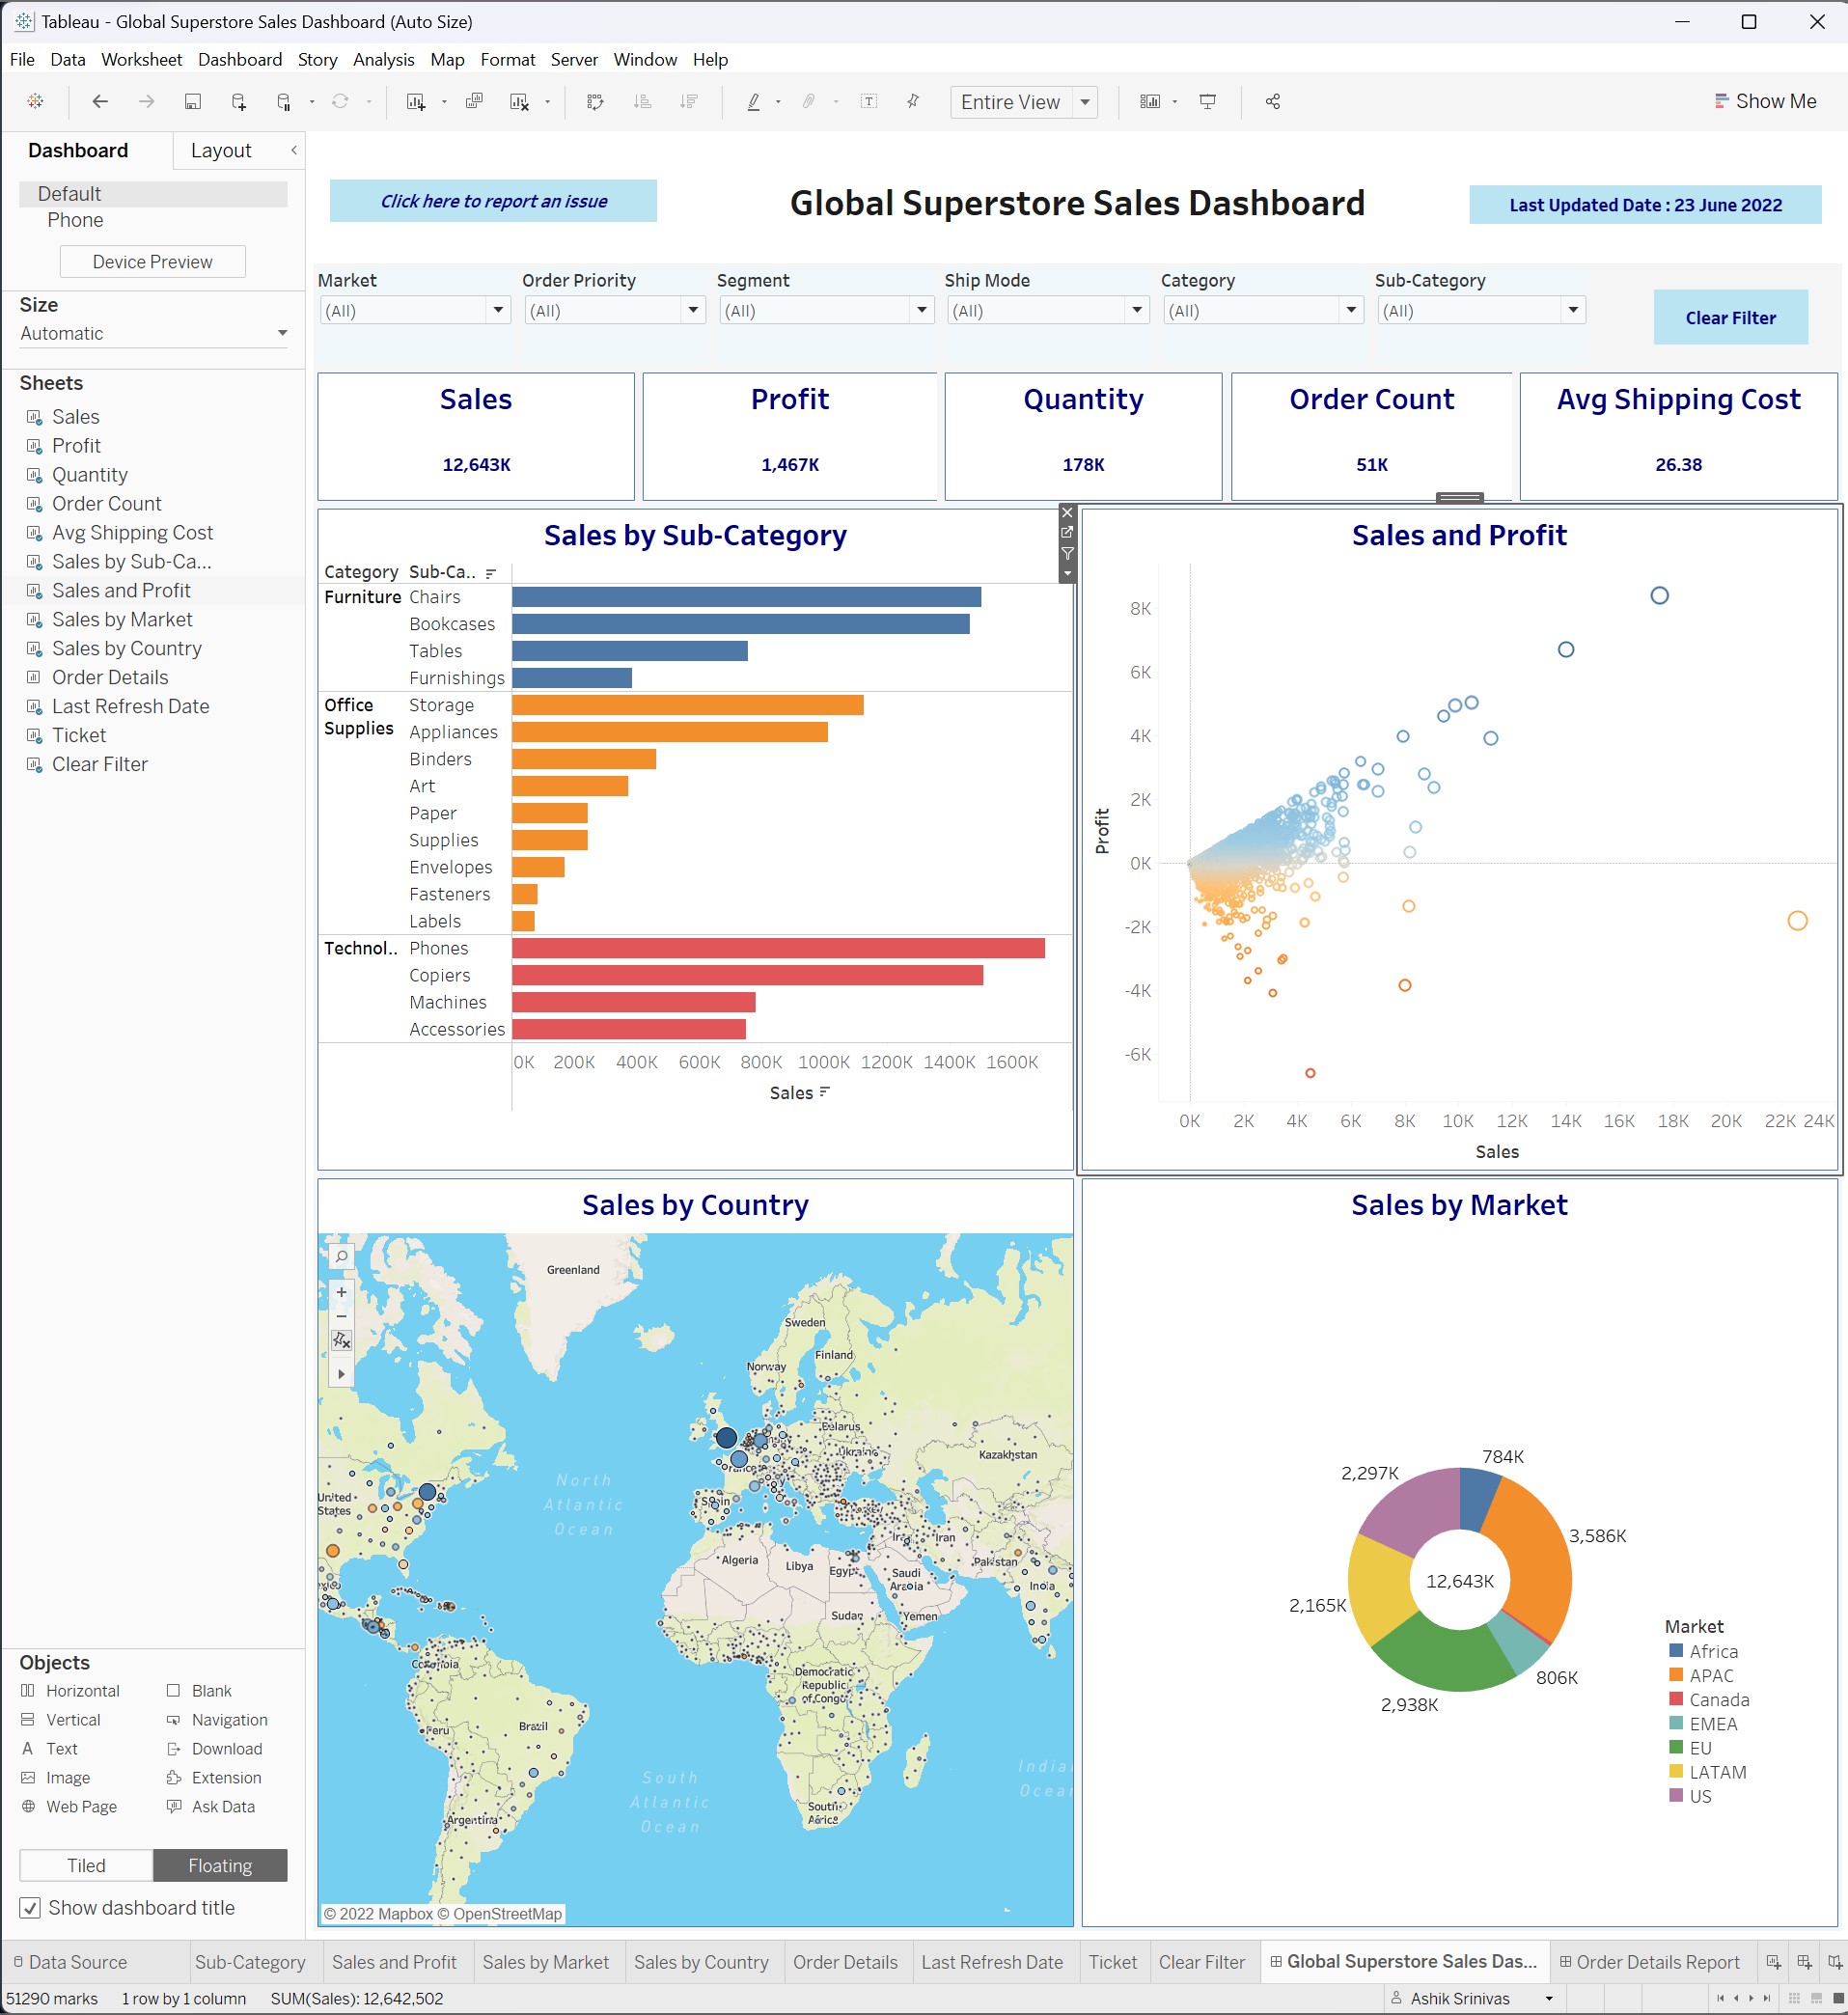 Tableau - Global Superstore Sales Dashboard (Auto Size)
File Data Worksheet Dashboard Story Analysis Map Format Server Window Help
Entire View
Show Me
Dashboard Layout
Default
Phone
Device Preview
Size
Automatic
Sheets
Sales
Profit
Quantity
Order Count
Avg Shipping Cost
Sales by Sub-Ca...
Sales and Profit
Sales by Market
Sales by Country
Order Details
Last Refresh Date
Ticket
Clear Filter
Objects
Horizontal Blank
Vertical Navigation
Text Download
Image Extension
Web Page Ask Data
Tiled Floating
Show dashboard title
Click here to report an issue
Global Superstore Sales Dashboard
Last Updated Date : 23 June 2022
Market Order Priority Segment Ship Mode Category Sub-Category
(All) (All) (All) (All) (All) (All)
Clear Filter
Sales Profit Quantity Order Count Avg Shipping Cost
12,643K 1,467K 178K 51K 26.38
Sales by Sub-Category
Category Sub-Ca..
Furniture Chairs
Bookcases
Tables
Furnishings
Office Supplies Storage
Appliances
Binders
Art
Paper
Supplies
Envelopes
Fasteners
Labels
Technol.. Phones
Copiers
Machines
Accessories
0K 200K 400K 600K 800K 1000K 1200K 1400K 1600K
Sales
Sales and Profit
8K
6K
4K
2K
0K
-2K
-4K
-6K
Profit
0K 2K 4K 6K 8K 10K 12K 14K 16K 18K 20K 22K 24K
Sales
Sales by Country
Greenland
Sweden
Finland
Norway
Belarus
Ukraine
Kazakhstan
France
Spain
United States
North Atlantic Ocean
Algeria
Libya
Egypt
Iraq
Iran
Saudi Arabia
Pakistan
India
Sudan
Yemen
Colombia
Democratic Republic of Congo
Peru
Brazil
South Atlantic Ocean
Argentina
South Africa
© 2022 Mapbox © OpenStreetMap
Sales by Market
784K
2,297K
3,586K
12,643K
2,165K
806K
2,938K
Market
Africa
APAC
Canada
EMEA
EU
LATAM
US
Data Source Sub-Category Sales and Profit Sales by Market Sales by Country Order Details Last Refresh Date Ticket Clear Filter Global Superstore Sales Das... Order Details Report
51290 marks 1 row by 1 column SUM(Sales): 12,642,502 Ashik Srinivas